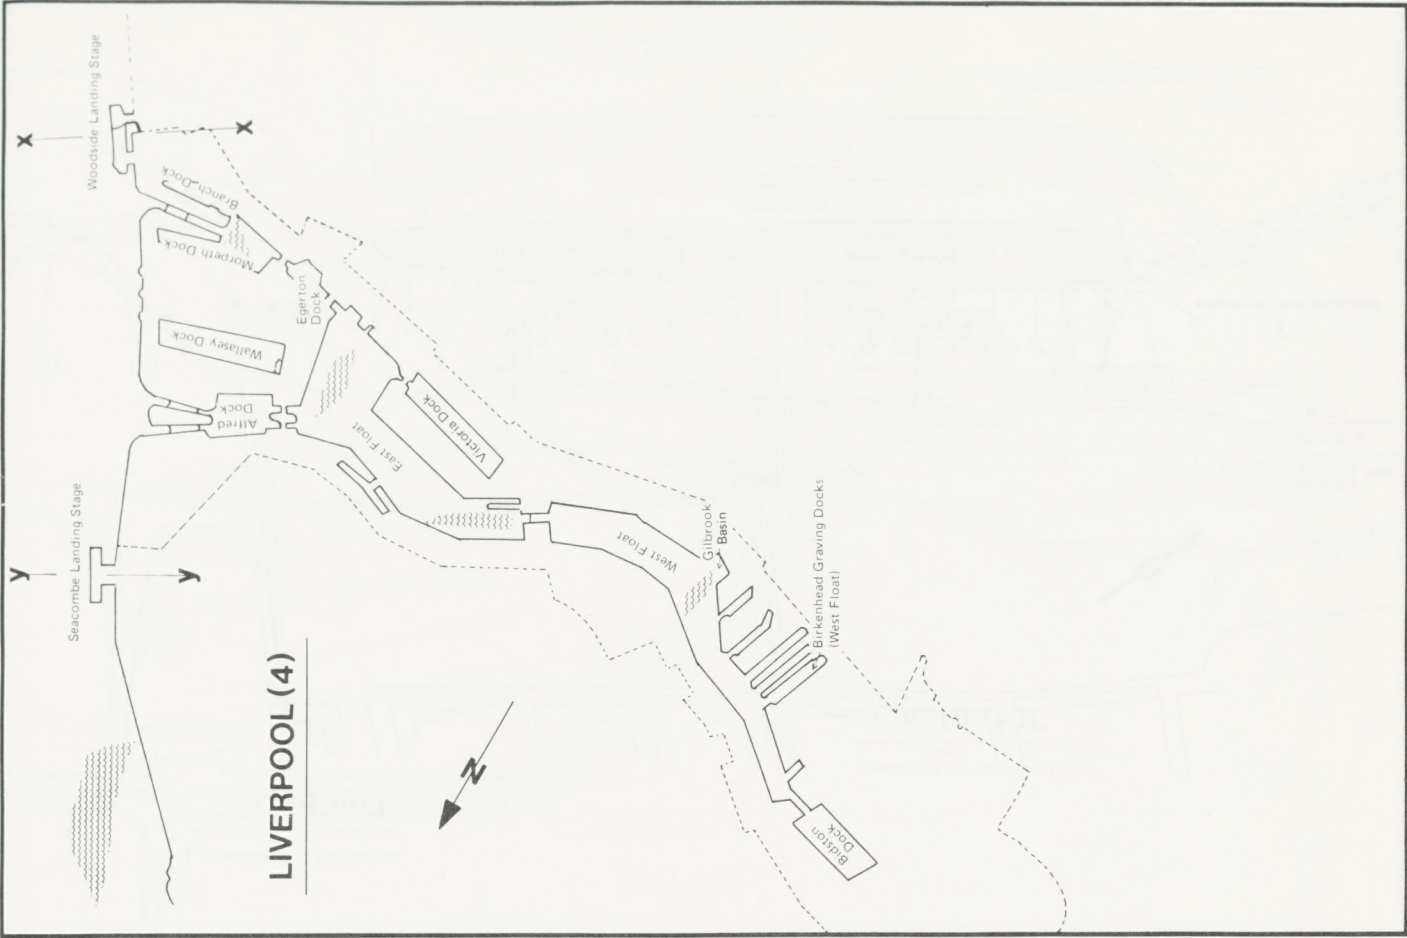 LIVERPOOL (4)
N
x
x
Woodside Landing Stage
Branch Dock
Morpeth Dock
Egerton
Dock
Wallasey Dock
Alfred
Dock
East Float
Victoria Dock
y
y
Seacombe Landing Stage
West Float
Gilbrook
Basin
Birkenhead Graving Docks
(West Float)
Bidston
Dock